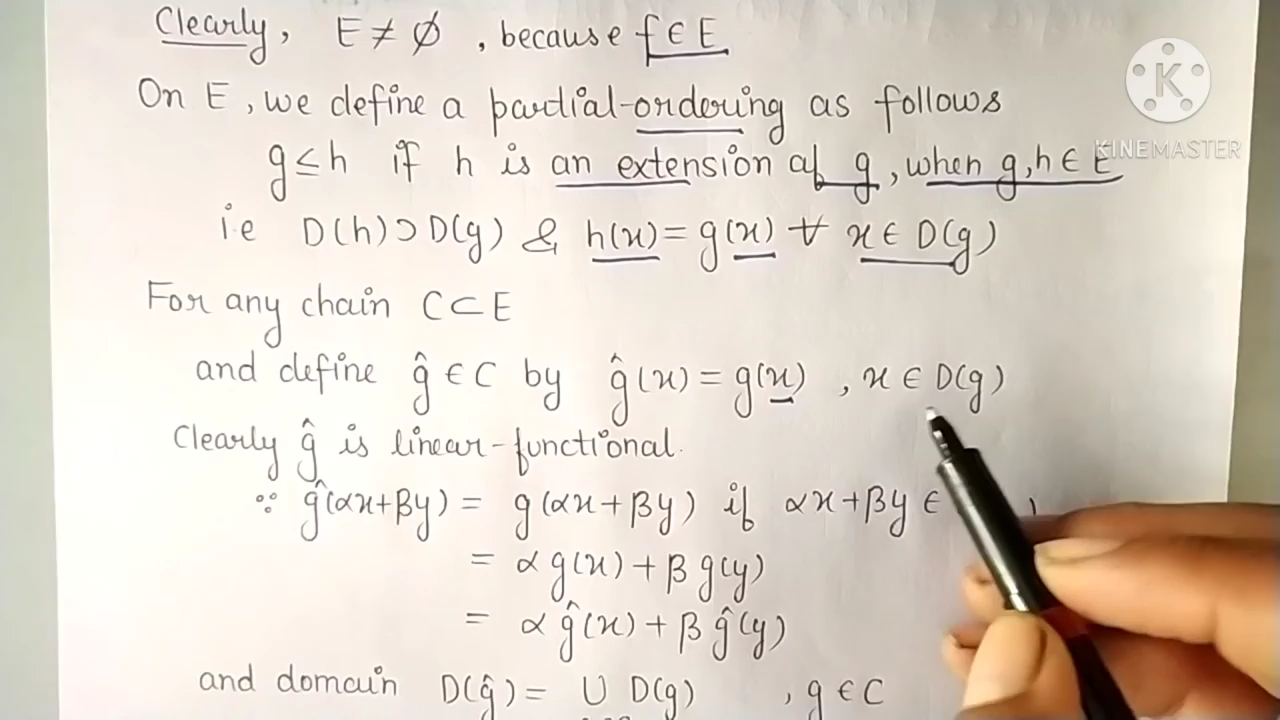 Clearly, E ≠ ∅, because f ∈ E
On E, we define a partial-ordering as follows
g ≤ h if h is an extension of g, when g, h ∈ E
i.e D(h) ⊃ D(g) & h(x) = g(x) ∀ x ∈ D(g)
For any chain C ⊂ E
and define ĝ ∈ C by ĝ(x) = g(x), x ∈ D(g)
Clearly ĝ is linear-functional.
∵ ĝ(αx+βy) = g(αx+βy) if αx+βy ∈ )
= α g(x) + β g(y)
= α ĝ(x) + β ĝ(y)
and domain D(ĝ) = ∪ D(g) , g ∈ C
K
KINEMASTER